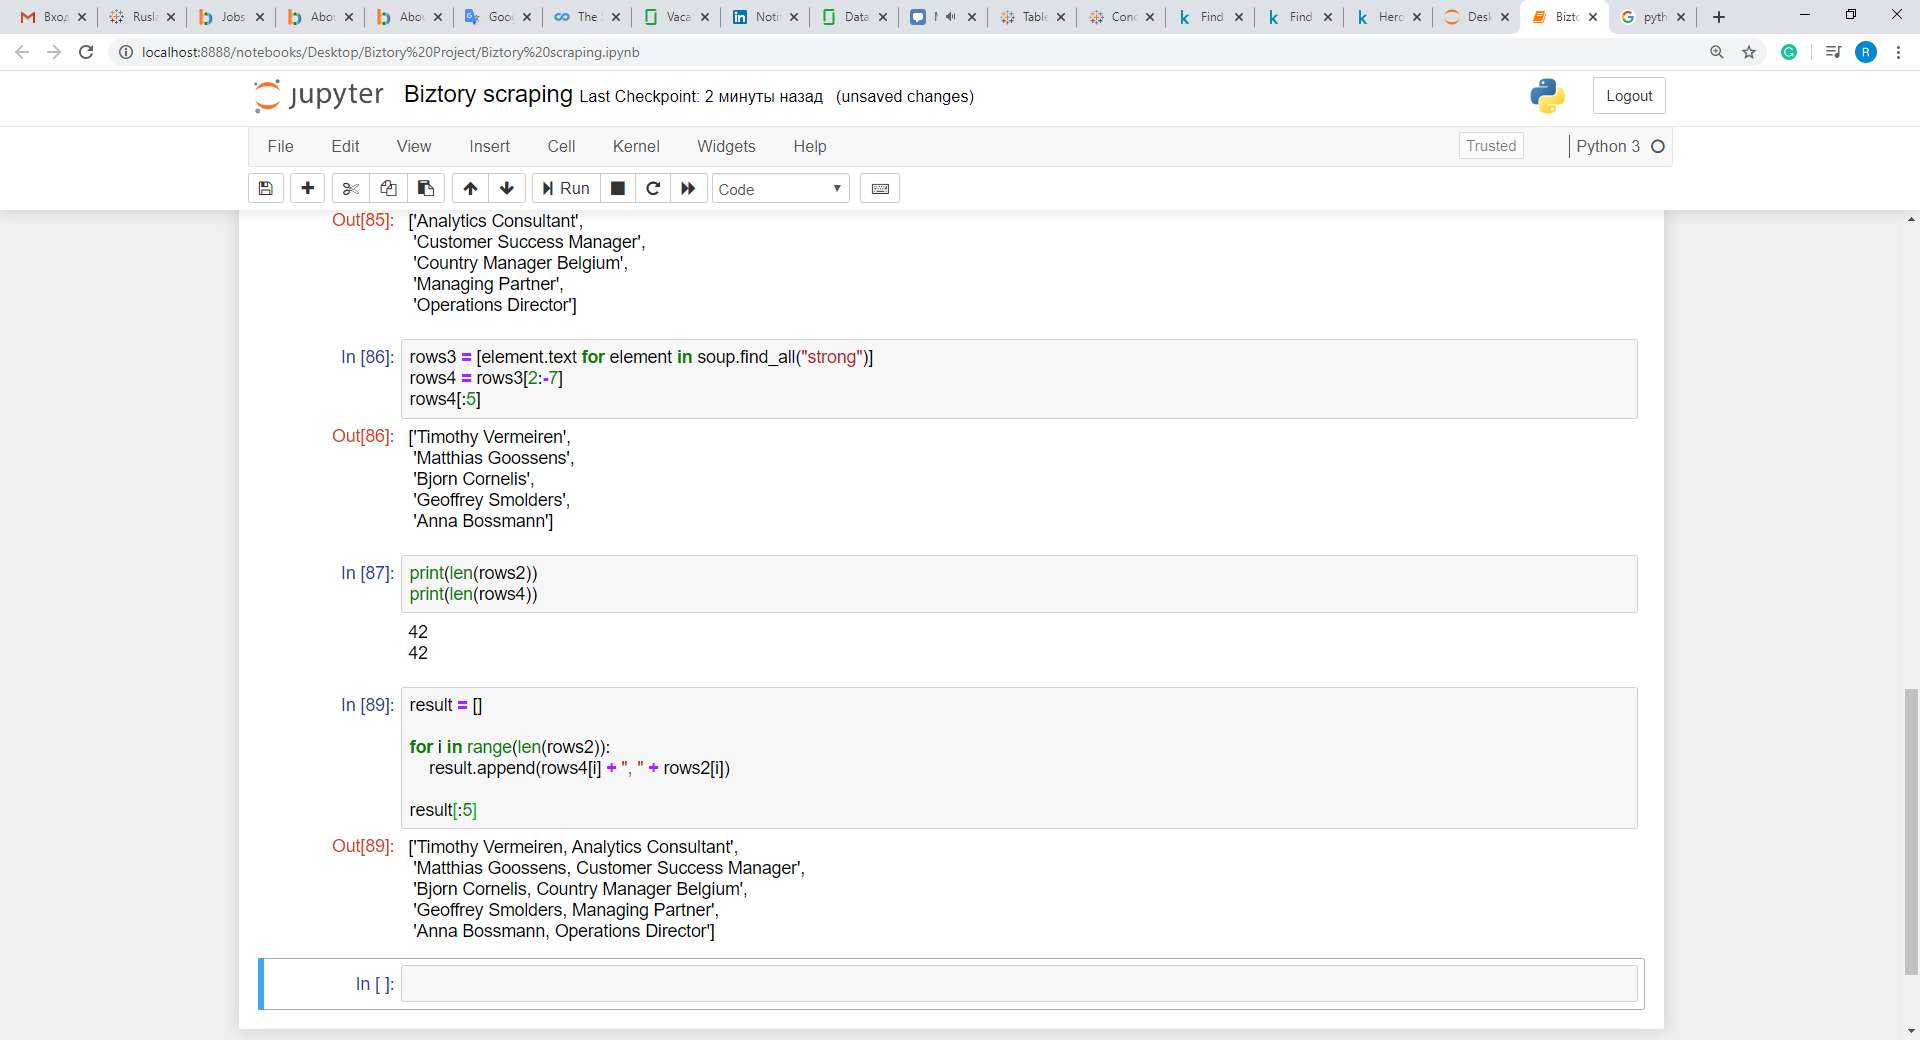 Вход
Rusl
Jobs
Abou
Abou
Goog
The
Vaca
Noti
Data
Table
Conc
Find
Find
Hero
Desk
Bizto
pyth
localhost:8888/notebooks/Desktop/Biztory%20Project/Biztory%20scraping.ipynb
R
jupyter Biztory scraping Last Checkpoint: 2 минуты назад (unsaved changes)
Logout
File Edit View Insert Cell Kernel Widgets Help
Trusted
Python 3
Run
Code
Out[85]: ['Analytics Consultant',
'Customer Success Manager',
'Country Manager Belgium',
'Managing Partner',
'Operations Director']
In [86]: rows3 = [element.text for element in soup.find_all("strong")]
rows4 = rows3[2:-7]
rows4[:5]
Out[86]: ['Timothy Vermeiren',
'Matthias Goossens',
'Bjorn Cornelis',
'Geoffrey Smolders',
'Anna Bossmann']
In [87]: print(len(rows2))
print(len(rows4))
42
42
In [89]: result = []
for i in range(len(rows2)):
result.append(rows4[i] + ", " + rows2[i])
result[:5]
Out[89]: ['Timothy Vermeiren, Analytics Consultant',
'Matthias Goossens, Customer Success Manager',
'Bjorn Cornelis, Country Manager Belgium',
'Geoffrey Smolders, Managing Partner',
'Anna Bossmann, Operations Director']
In [ ]: